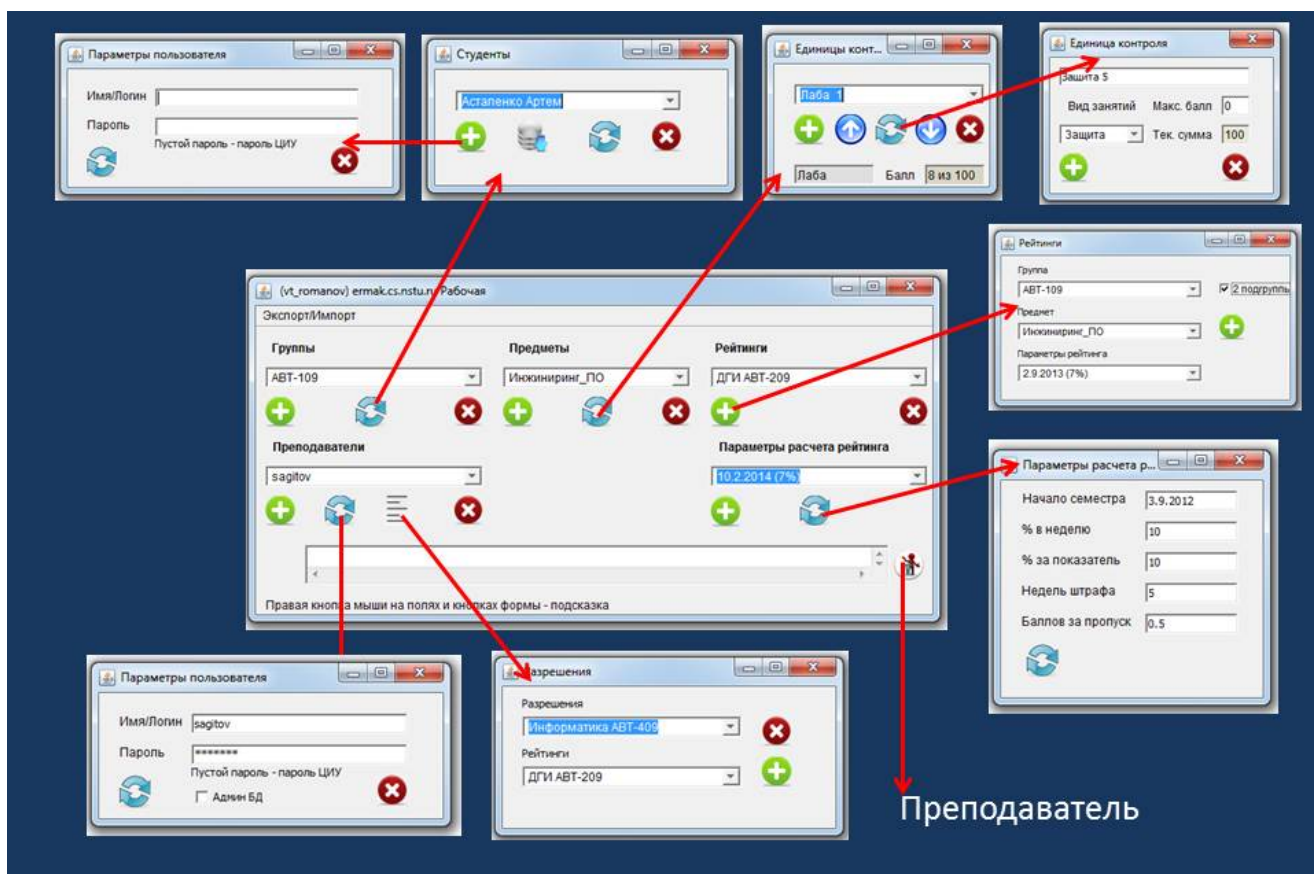 Параметры пользователя
Имя/Логин
Пароль
Пустой пароль - пароль ЦИУ
Студенты
Астапенко Артем
Единицы конт...
Лаба 1
Лаба Балл 8 из 100
Единица контроля
Защита 5
Вид занятий Макс. балл 0
Защита Тек. сумма 100
Рейтинги
Группа
АВТ-109 2 подгруппы
Предмет
Инжиниринг_ПО
Параметры рейтинга
2.9.2013 (7%)
(vt_romanov) ermak.cs.nstu.ru Рабочая
Экспорт/Импорт
Группы Предметы Рейтинги
АВТ-109 Инжиниринг_ПО ДГИ АВТ-209
Преподаватели Параметры расчета рейтинга
sagitov 10.2.2014 (7%)
Правая кнопка мыши на полях и кнопках формы - подсказка
Параметры расчета р...
Начало семестра 3.9.2012
% в неделю 10
% за показатель 10
Недель штрафа 5
Баллов за пропуск 0.5
Параметры пользователя
Имя/Логин sagitov
Пароль *******
Пустой пароль - пароль ЦИУ
Админ БД
Разрешения
Разрешения
Информатика АВТ-409
Рейтинги
ДГИ АВТ-209
Преподаватель